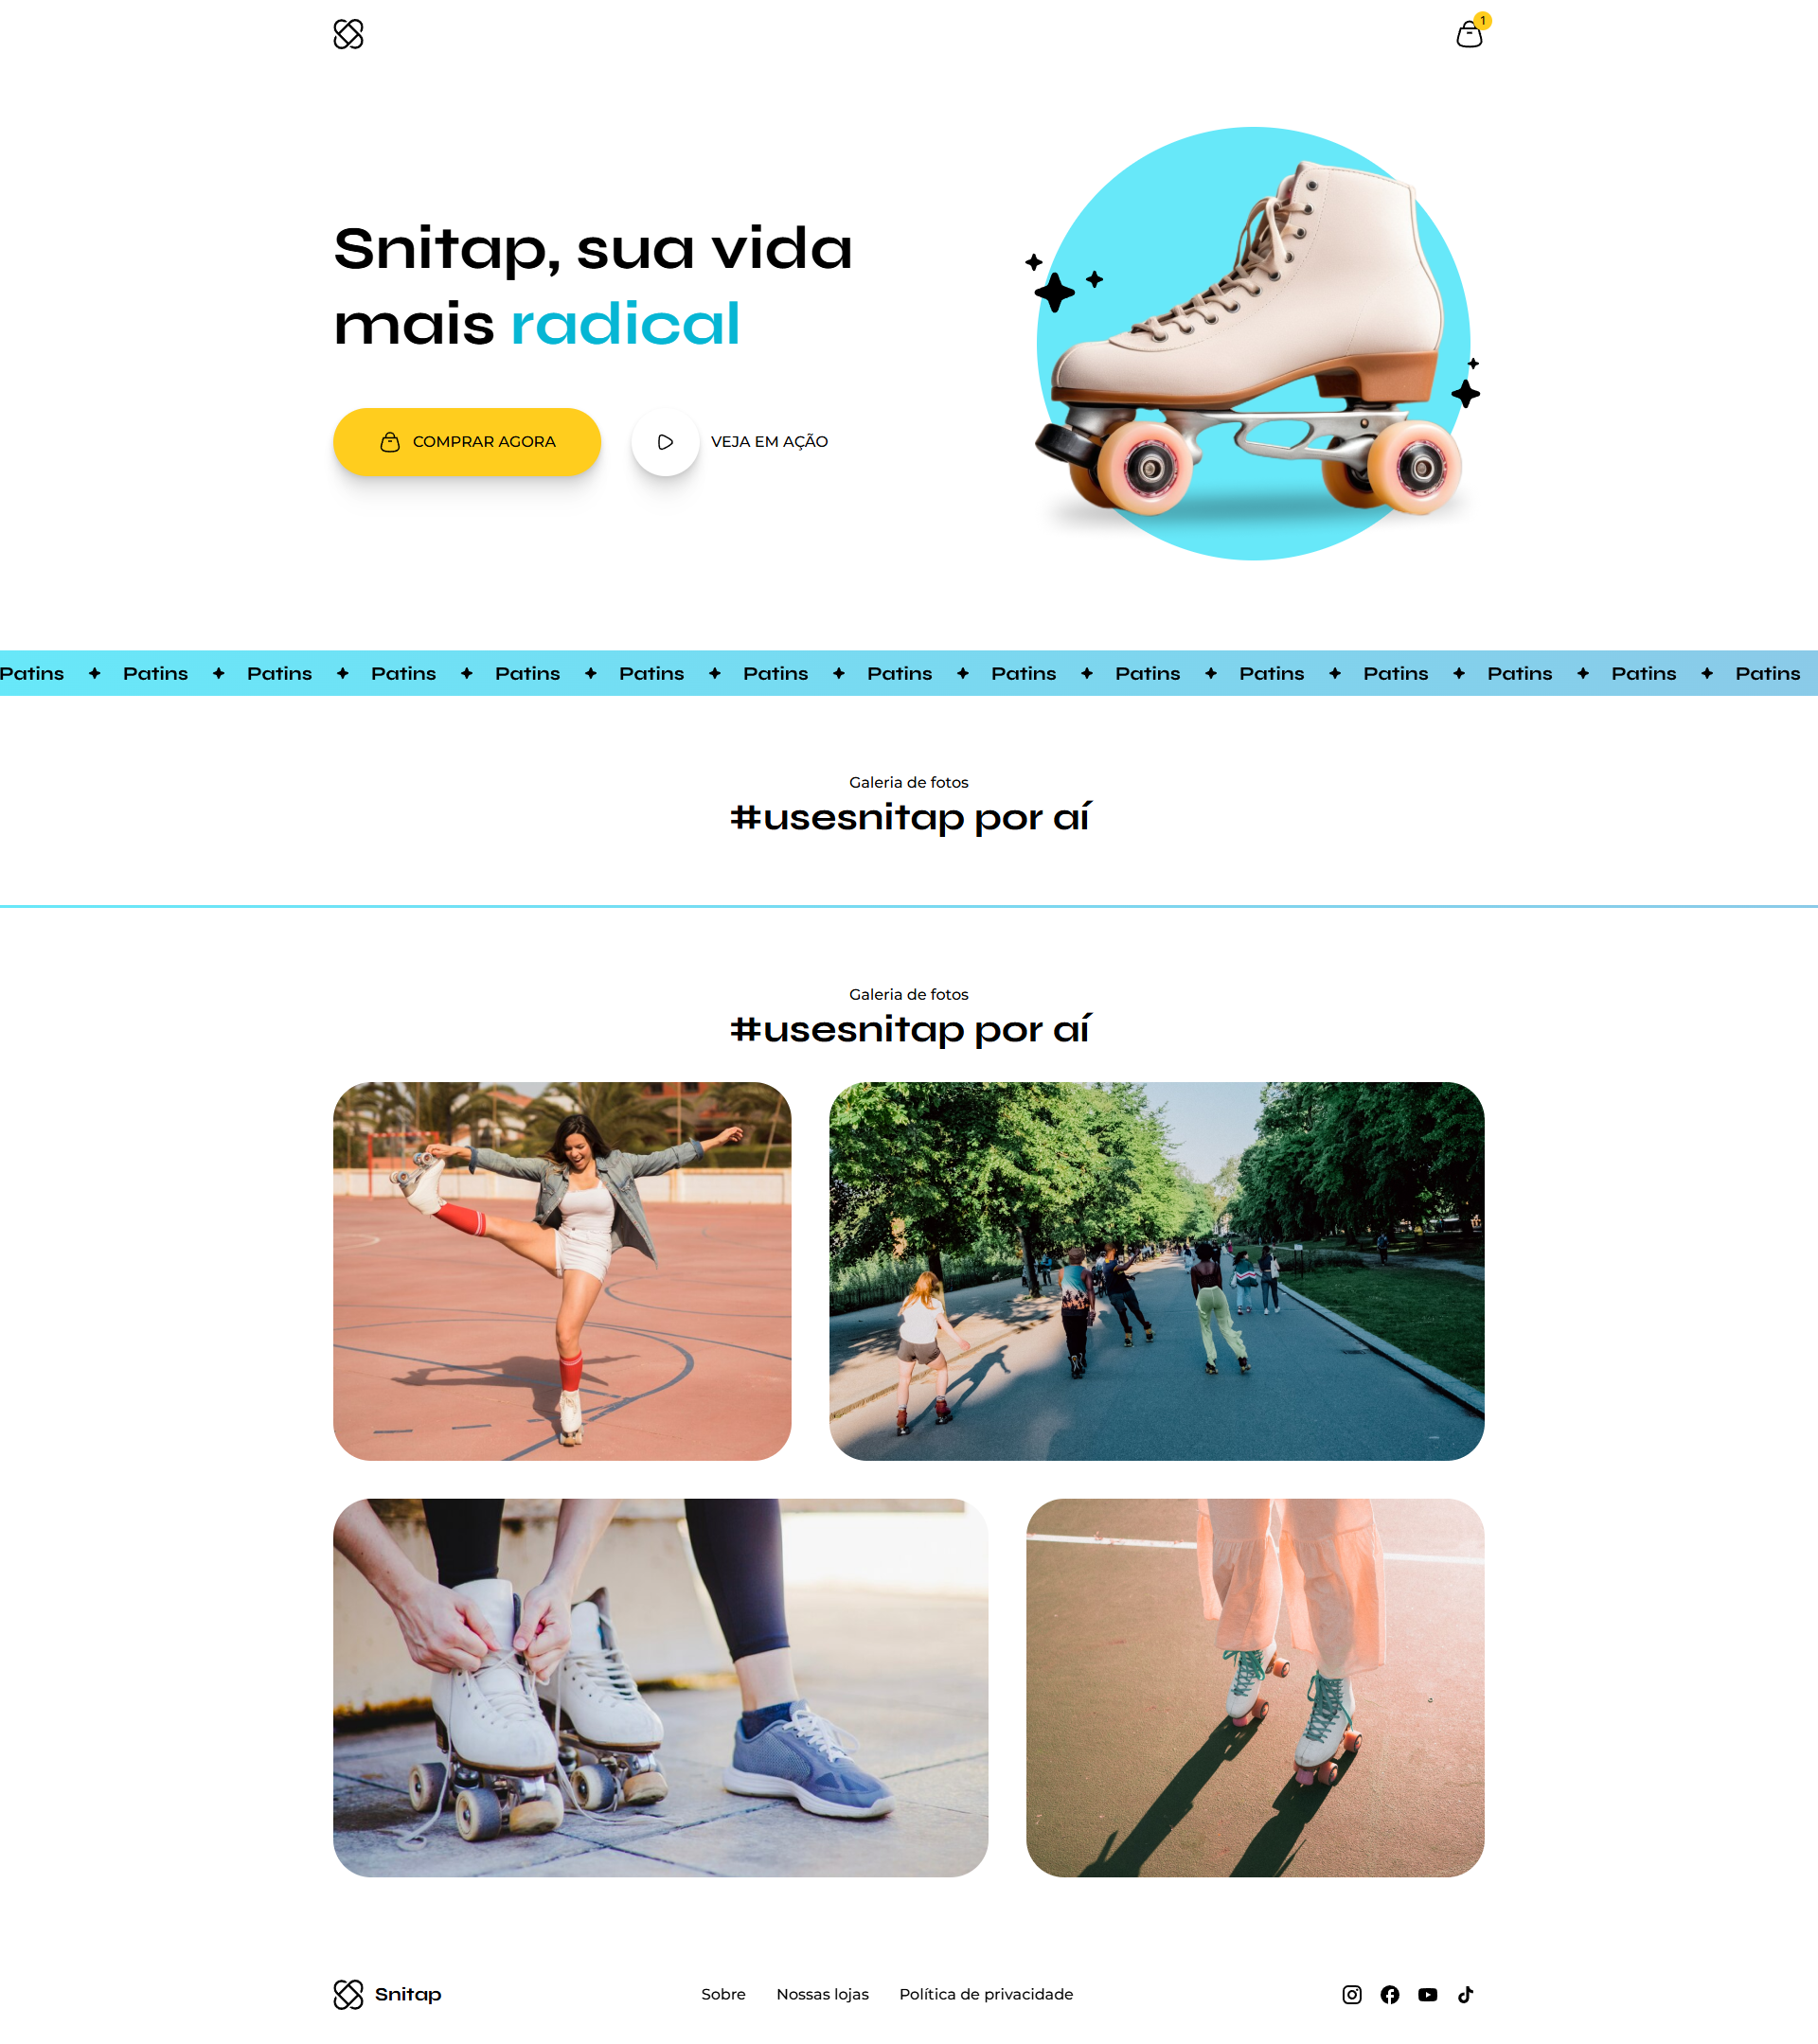 1
Snitap, sua vida
mais radical
COMPRAR AGORA
VEJA EM AÇÃO
Patins Patins Patins Patins Patins Patins Patins Patins Patins Patins Patins Patins Patins Patins Patins
Galeria de fotos
#usesnitap por aí
Galeria de fotos
#usesnitap por aí
Snitap
Sobre
Nossas lojas
Política de privacidade